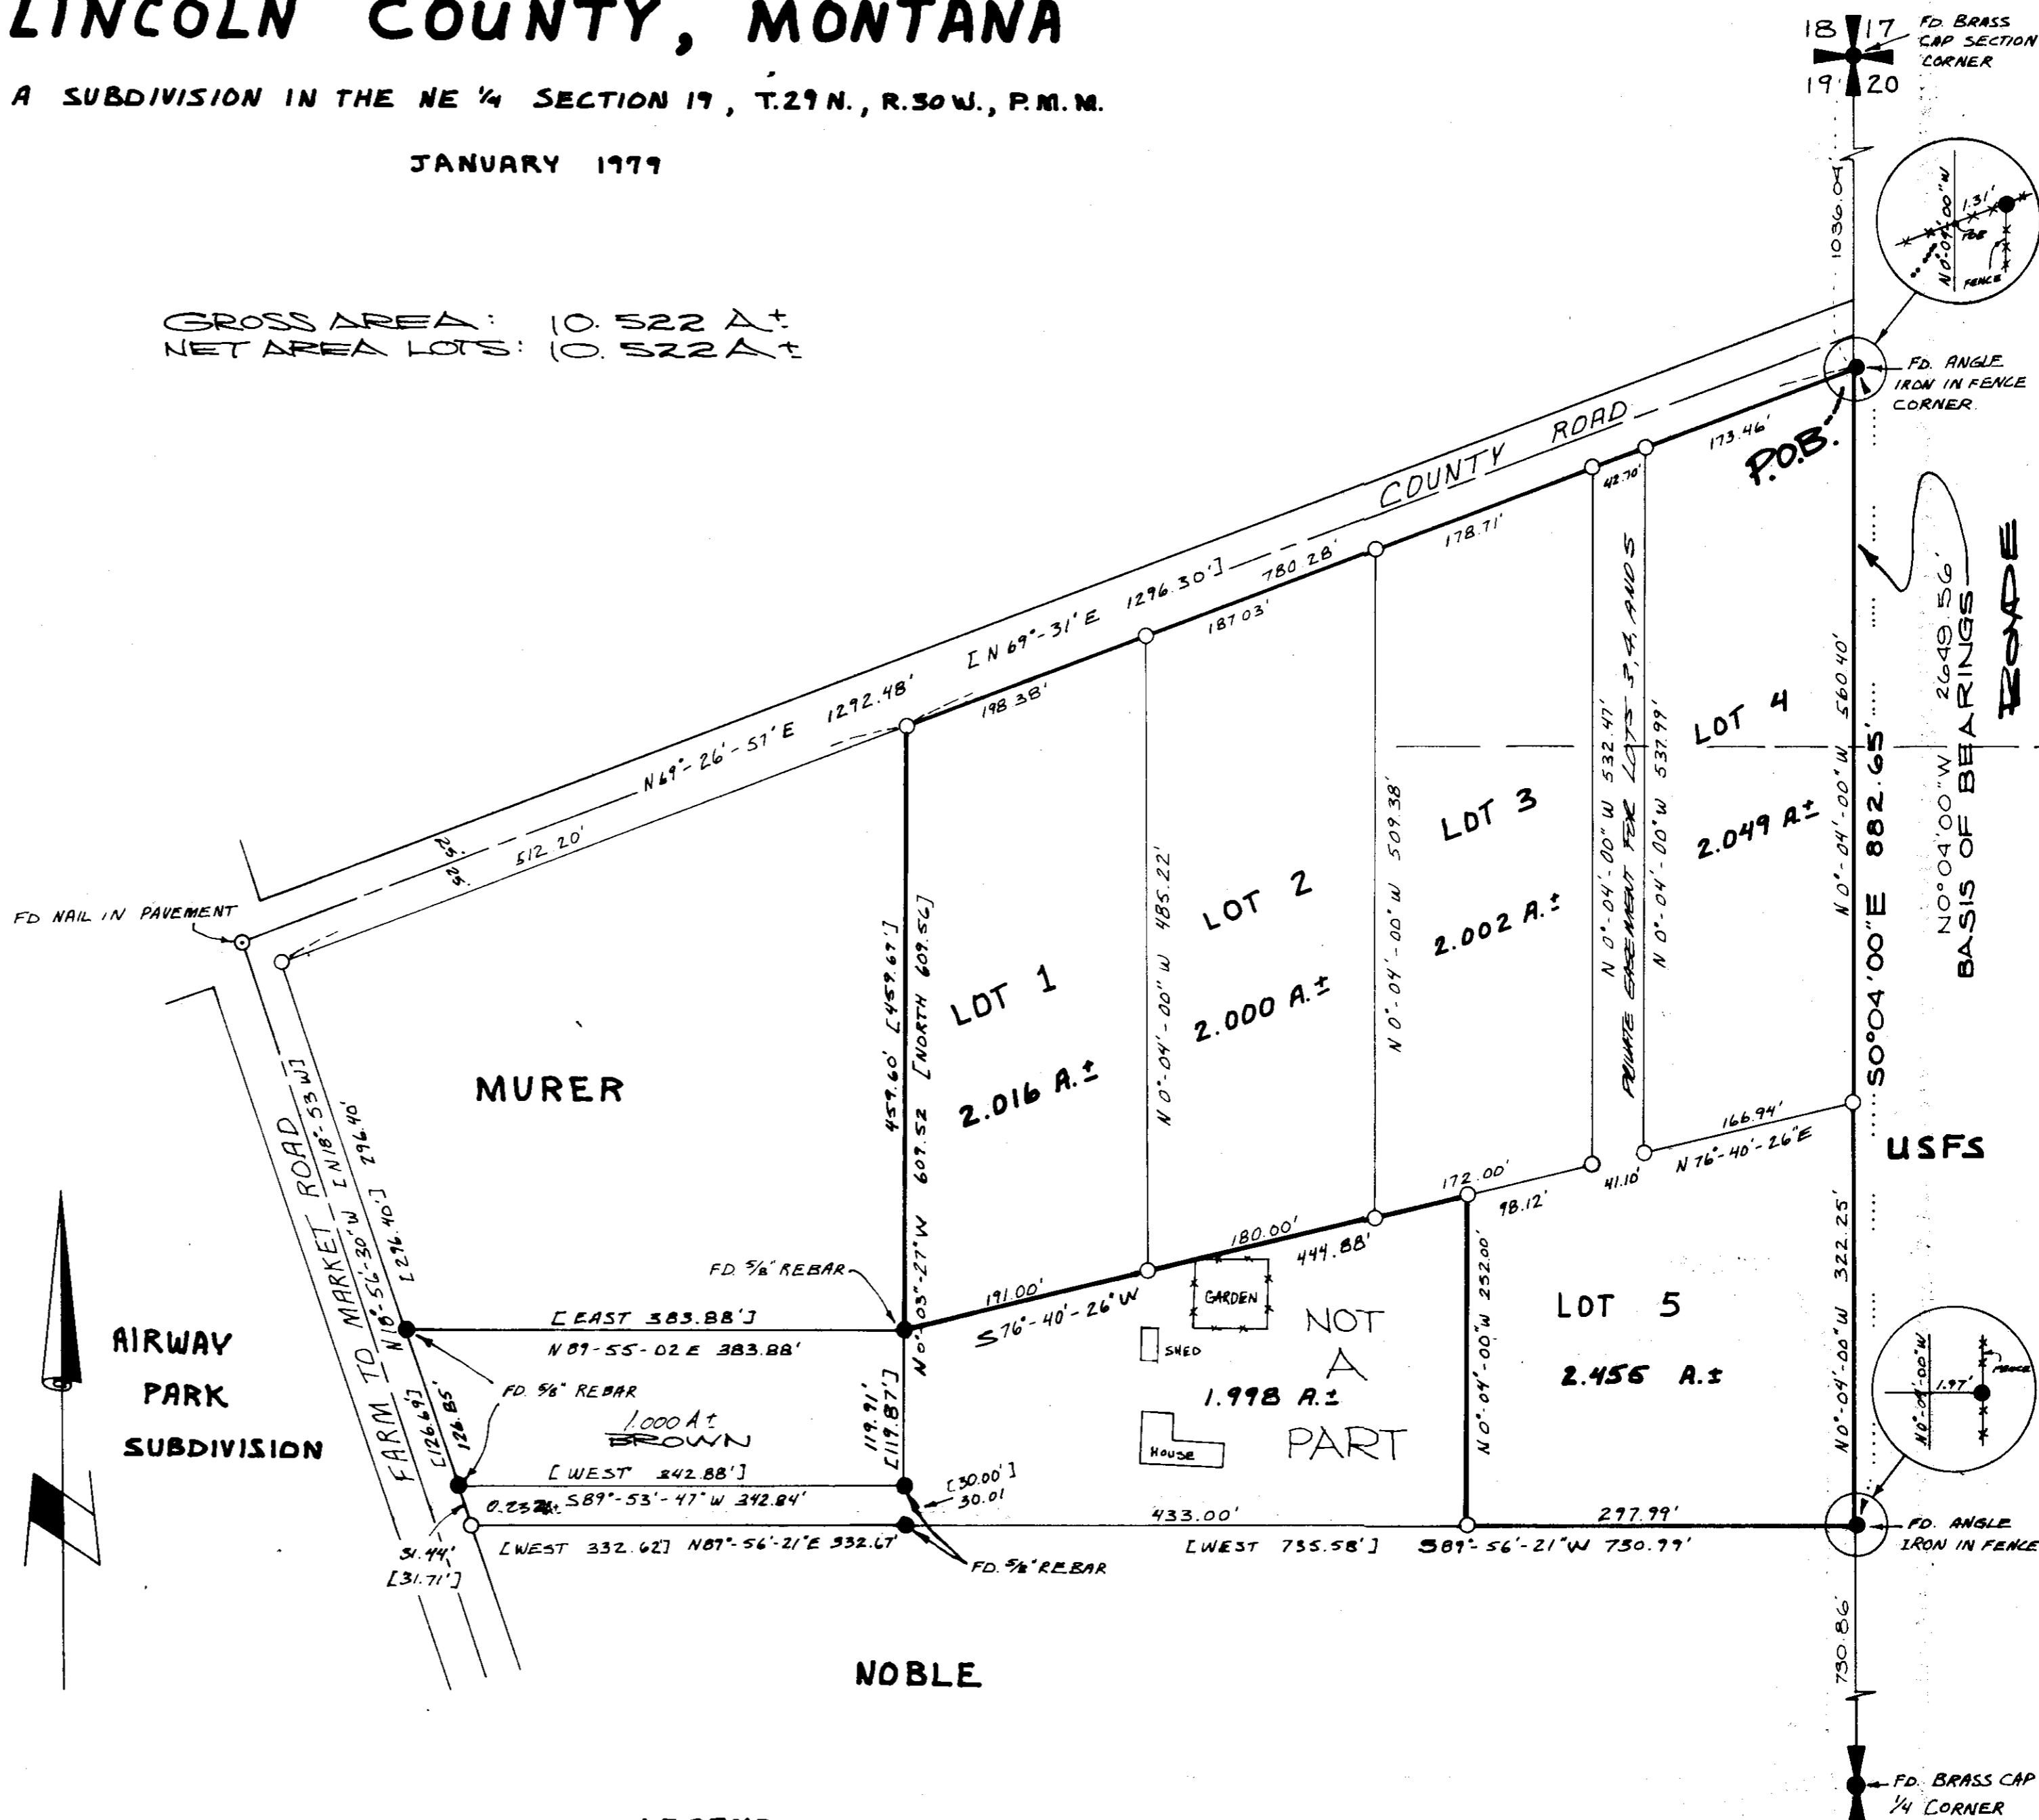 LINCOLN COUNTY, MONTANA
A SUBDIVISION IN THE NE ¼ SECTION 19, T.29 N., R.30 W., P.M.M.
JANUARY 1979
GROSS AREA: 10.522 A±
NET AREA LOTS: 10.522 A±
18 17
19 20
FD. BRASS
CAP SECTION
CORNER
1036.04'
N0°-04'-00"W
1.31'
POB
FENCE
FD. ANGLE
IRON IN FENCE
CORNER.
P.O.B.
COUNTY ROAD
173.46'
42.70'
178.71'
780.28'
187.03'
[N 69°-31' E 1296.30']
198.38'
N 69°-26'-57" E 1292.48'
512.20'
25'
25'
FD NAIL IN PAVEMENT
MURER
459.60' [459.67']
N0°-03'-27"W 609.52 [NORTH 609.56]
LOT 1
2.016 A.±
N 0°-04'-00" W 485.22'
LOT 2
2.000 A.±
N 0°-04'-00" W 509.38'
LOT 3
2.002 A.±
N 0°-04'-00" W 532.47'
PRIVATE EASEMENT FOR LOTS 3, 4, AND 5
N 0°-04'-00" W 537.99'
LOT 4
2.049 A±
N 0°-04'-00" W 560.40'
S0°04'00"E 882.65'
N0°04'00"W 2649.56'
BASIS OF BEARINGS
ROAD
USFS
166.94'
N 76°-40'-26"E
41.10'
172.00'
98.12'
180.00'
444.88'
191.00'
S76°-40'-26"W
FARM TO MARKET ROAD
N18°-56'-30"W [N18°-53'W]
[296.40'] 296.40'
FD. 5/8" REBAR
[EAST 383.88']
N 89-55-02 E 383.88'
FD. 5/8" REBAR
[126.69']
126.85'
1.000 A±
BROWN
119.91'
[119.87']
[WEST 342.88']
S89°-53'-47" W 342.84'
[30.00']
30.01
31.44'
[31.71']
[WEST 332.62'] N89°-56'-21"E 332.67'
FD. 5/8" REBAR
GARDEN
SHED
HOUSE
NOT
A
PART
1.998 A.±
433.00'
[WEST 735.58'] S89°-56'-21"W 730.99'
N 0°-04'-00"W 252.00'
LOT 5
2.455 A.±
297.99'
N0°-04'-00"W 322.25'
N0°-04'-00"W
1.97'
FENCE
FD. ANGLE
IRON IN FENCE
730.86'
FD. BRASS CAP
¼ CORNER
AIRWAY
PARK
SUBDIVISION
NOBLE